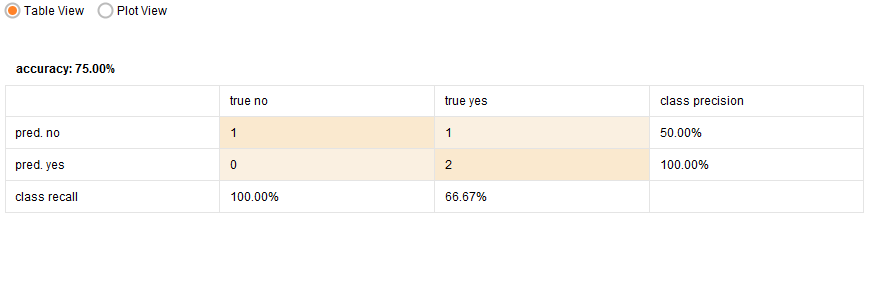 Table View Plot View
accuracy: 75.00%
true no true yes class precision
pred. no 1 1 50.00%
pred. yes 0 2 100.00%
class recall 100.00% 66.67%